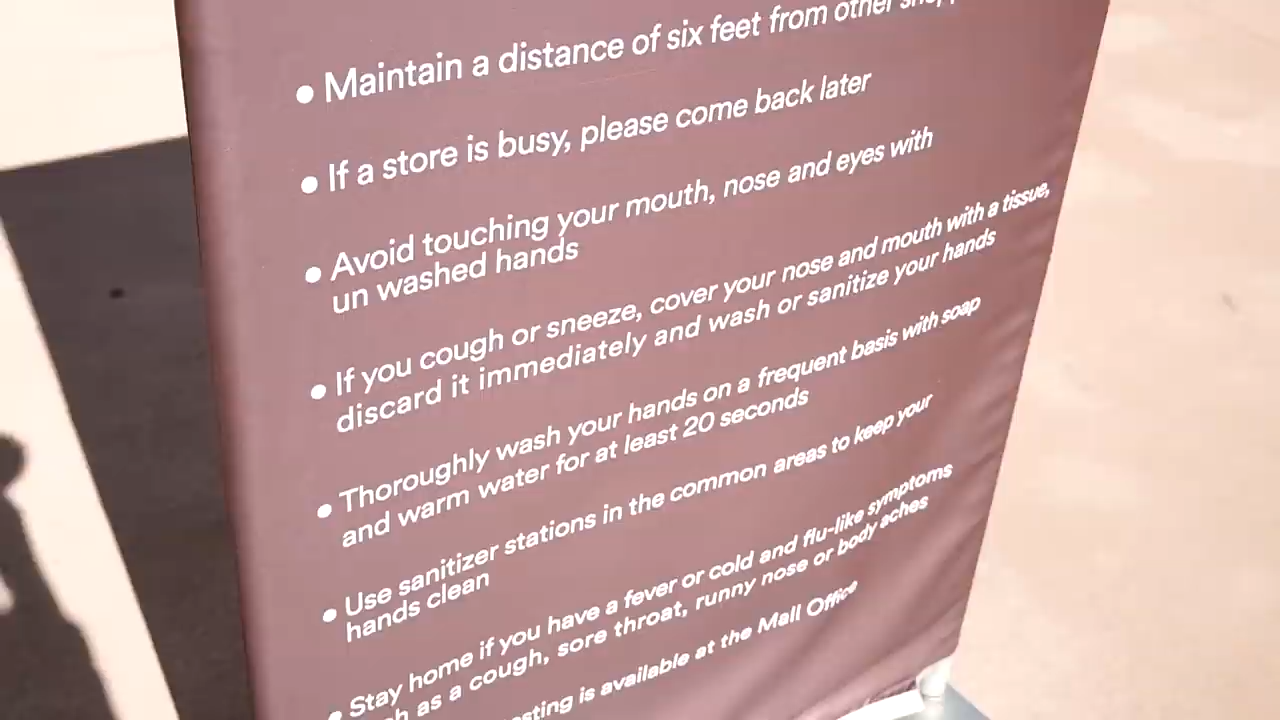 • Maintain a distance of six feet from other
• If a store is busy, please come back later
• Avoid touching your mouth, nose and eyes with
un washed hands
• If you cough or sneeze, cover your nose and mouth with a tissue,
discard it immediately and wash or sanitize your hands
• Thoroughly wash your hands on a frequent basis with soap
and warm water for at least 20 seconds
• Use sanitizer stations in the common areas to keep your
hands clean
• Stay home if you have a fever or cold and flu-like symptoms
as a cough, sore throat, runny nose or body aches
is available at the Mall Office